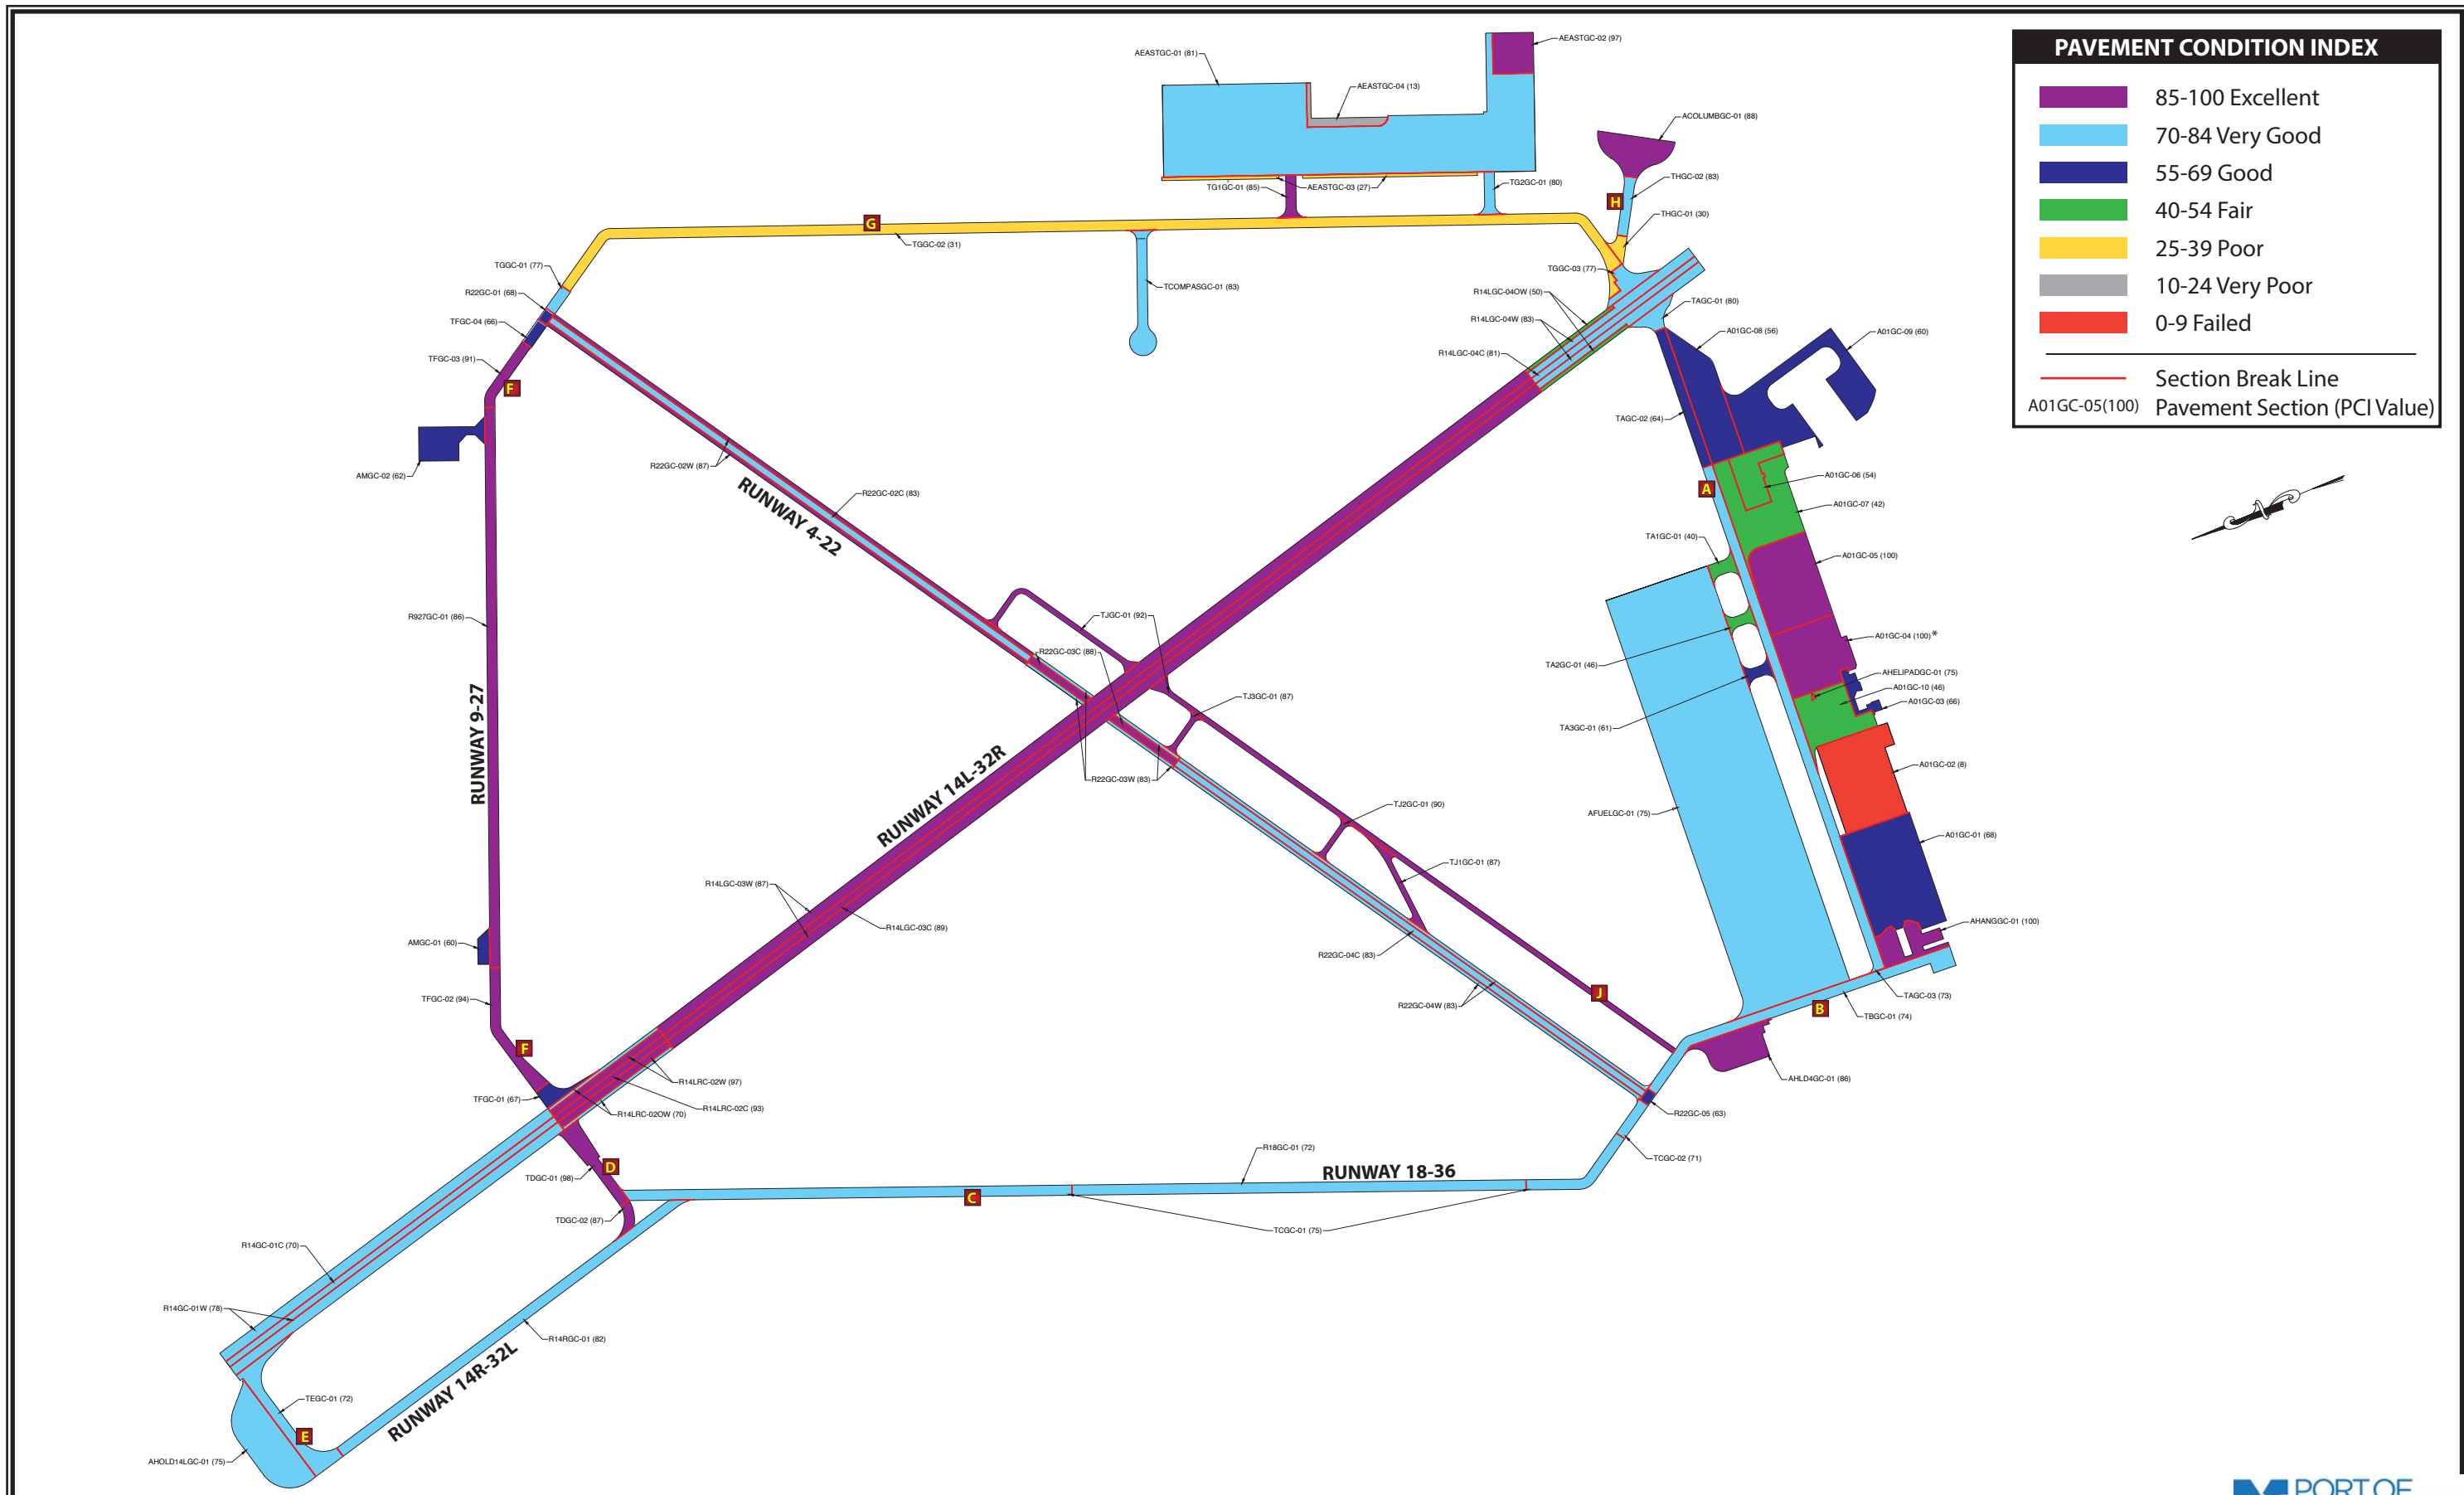 PAVEMENT CONDITION INDEX
85-100 Excellent
70-84 Very Good
55-69 Good
40-54 Fair
25-39 Poor
10-24 Very Poor
0-9 Failed
Section Break Line
A01GC-05(100) Pavement Section (PCI Value)
AEASTGC-02 (97)
AEASTGC-01 (81)
AEASTGC-04 (13)
ACOLUMBGC-01 (88)
THGC-02 (83)
TG1GC-01 (85)
AEASTGC-03 (27)
TG2GC-01 (80)
H
THGC-01 (30)
G
TGGC-02 (31)
TGGC-01 (77)
TGGC-03 (77)
TCOMPASGC-01 (83)
R22GC-01 (68)
R14LGC-04OW (50)
TAGC-01 (80)
TFGC-04 (66)
R14LGC-04W (83)
A01GC-08 (56)
A01GC-09 (60)
TFGC-03 (91)
R14LGC-04C (81)
F
TAGC-02 (64)
AMGC-02 (62)
R22GC-02W (87)
A01GC-06 (54)
R22GC-02C (83)
A
A01GC-07 (42)
RUNWAY 4-22
TA1GC-01 (40)
A01GC-05 (100)
R927GC-01 (86)
TJGC-01 (92)
A01GC-04 (100)*
R22GC-03C (88)
TA2GC-01 (46)
AHELIPADGC-01 (75)
A01GC-10 (46)
TJ3GC-01 (87)
A01GC-03 (66)
TA3GC-01 (61)
RUNWAY 9-27
RUNWAY 14L-32R
R22GC-03W (83)
A01GC-02 (8)
TJ2GC-01 (90)
AFUELGC-01 (75)
A01GC-01 (68)
TJ1GC-01 (87)
R14LGC-03W (87)
R14LGC-03C (89)
AHANGGC-01 (100)
AMGC-01 (60)
R22GC-04C (83)
TFGC-02 (94)
J
R22GC-04W (83)
TAGC-03 (73)
B
TBGC-01 (74)
F
AHLD4GC-01 (86)
R14LRC-02W (97)
TFGC-01 (67)
R14LRC-02C (93)
R14LRC-02OW (70)
R22GC-05 (63)
R18GC-01 (72)
TCGC-02 (71)
D
TDGC-01 (98)
RUNWAY 18-36
C
TDGC-02 (87)
TCGC-01 (75)
R14GC-01C (70)
R14GC-01W (78)
R14RGC-01 (82)
RUNWAY 14R-32L
TEGC-01 (72)
E
AHOLD14LGC-01 (75)
PORT OF